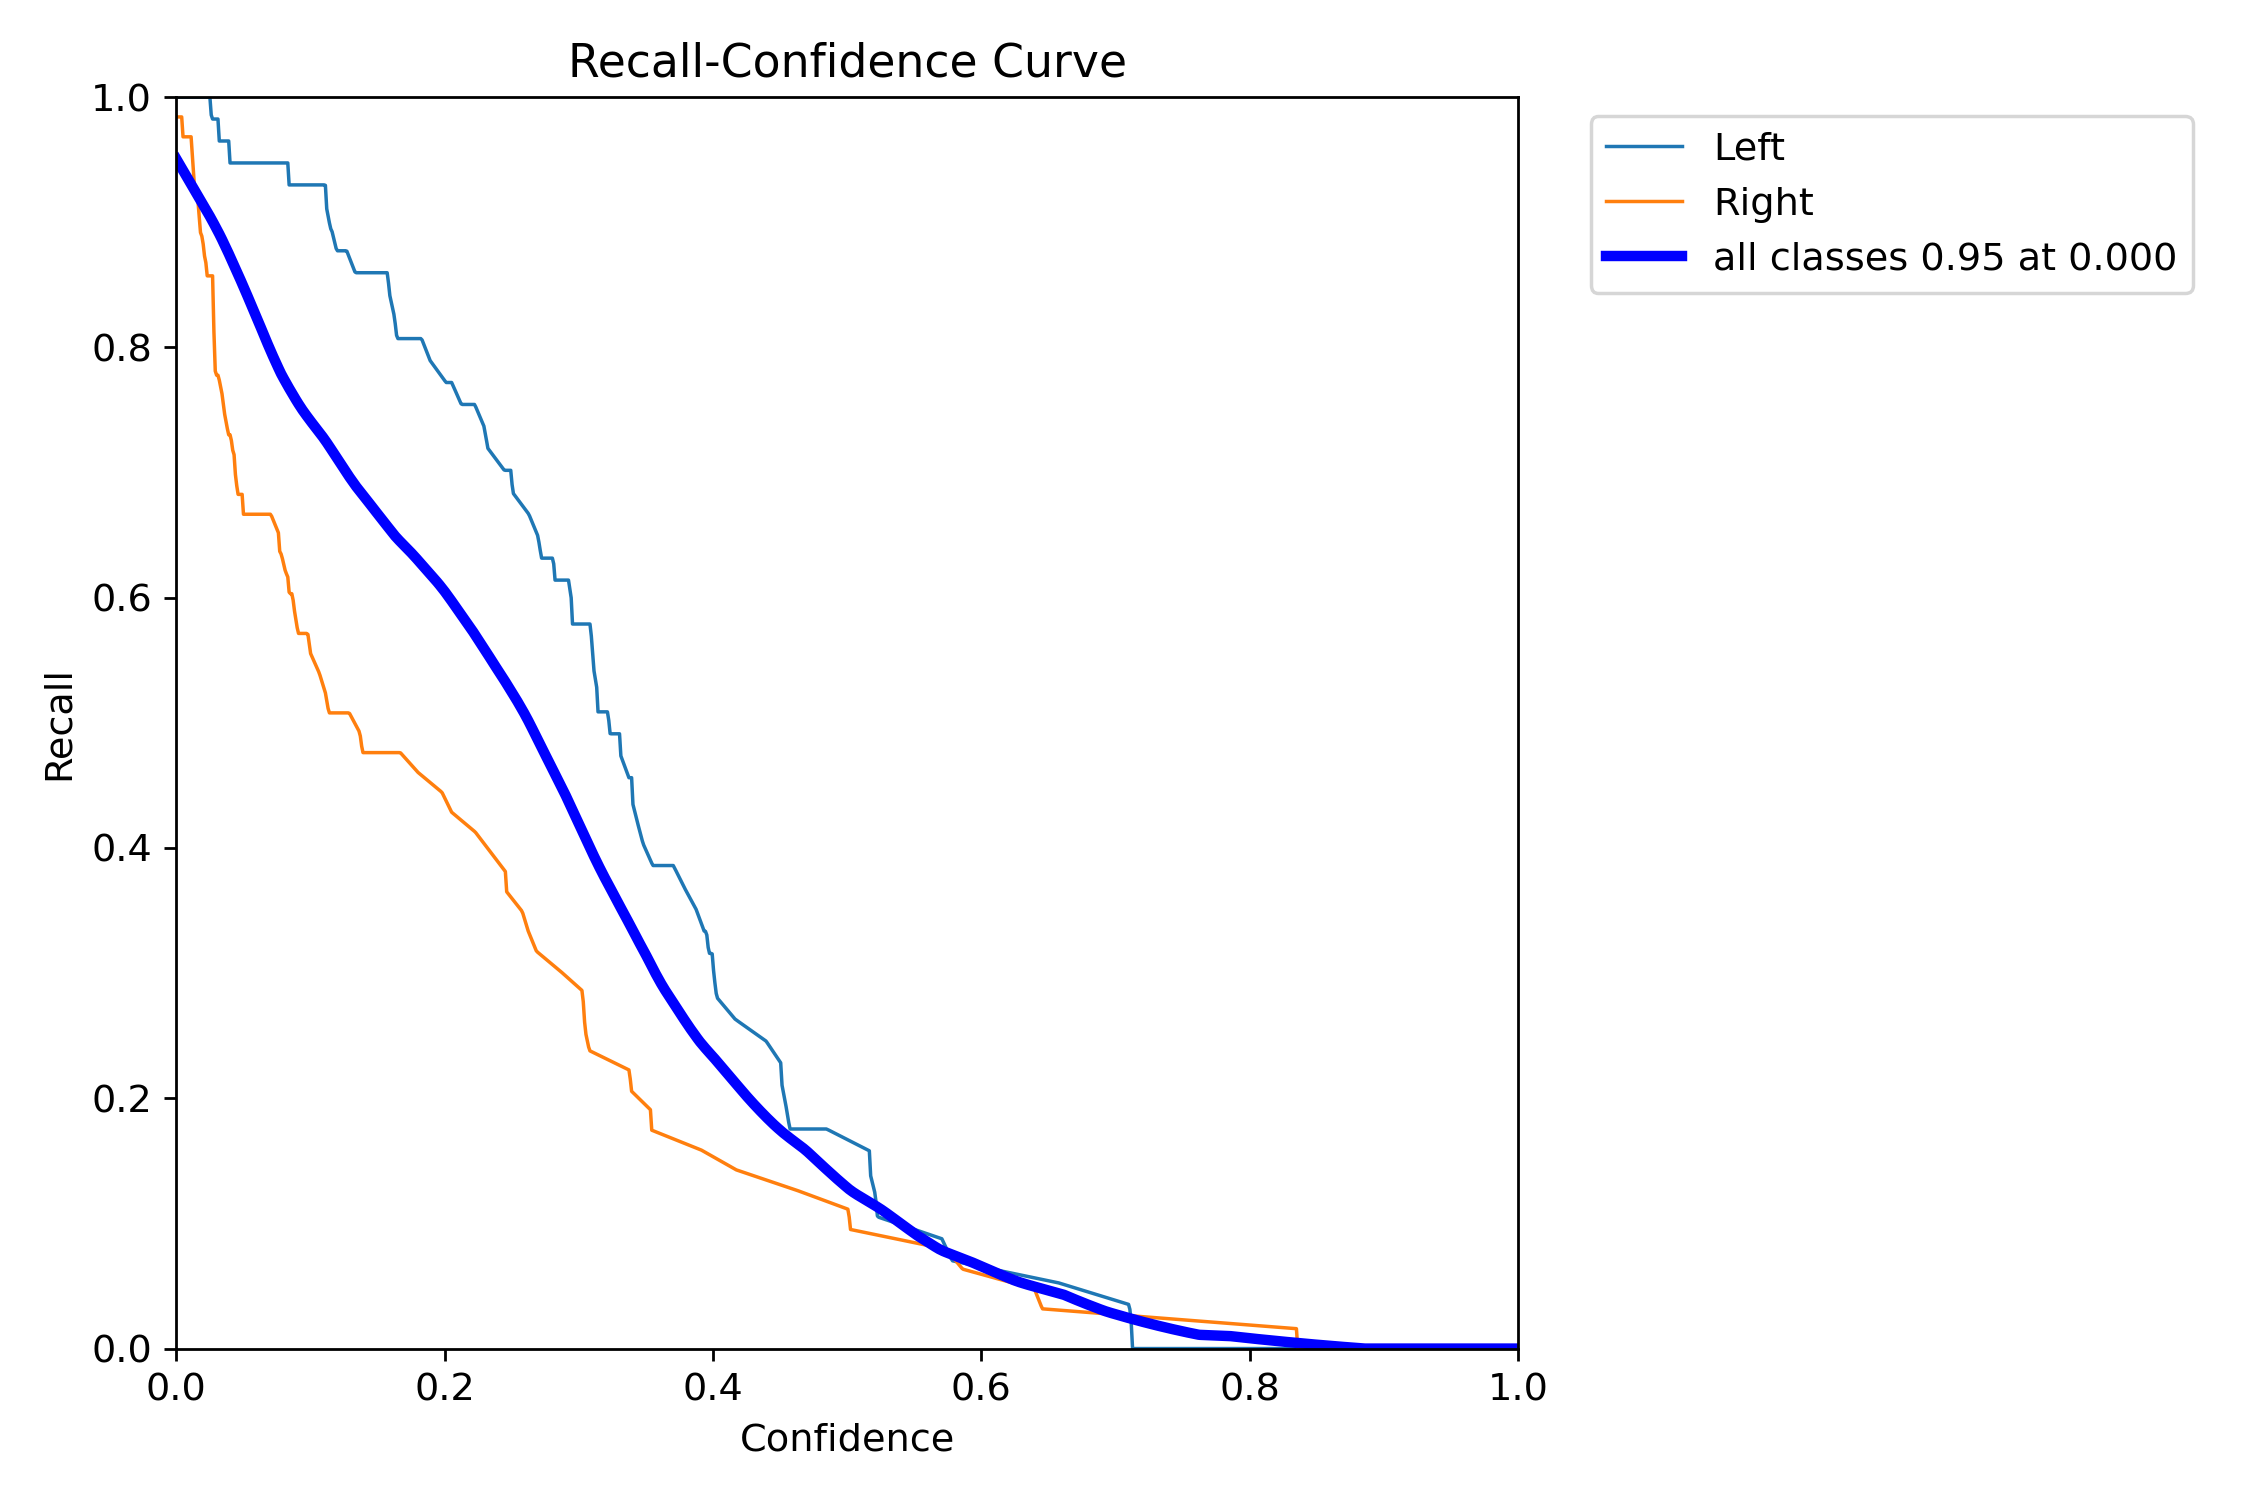 Recall-Confidence Curve
1.0
0.8
0.6
0.4
0.2
0.0
Recall
0.0 0.2 0.4 0.6 0.8 1.0
Confidence
Left
Right
all classes 0.95 at 0.000